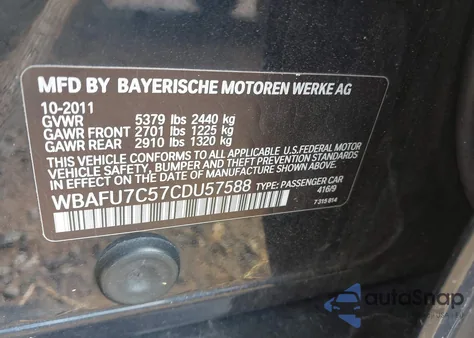 MFD BY BAYERISCHE MOTOREN WERKE AG
10-2011
GVWR 5379 lbs 2440 kg
GAWR FRONT 2701 lbs 1225 kg
GAWR REAR 2910 lbs 1320 kg
THIS VEHICLE CONFORMS TO ALL APPLICABLE U.S. FEDERAL MOTOR
VEHICLE SAFETY, BUMPER AND THEFT PREVENTION STANDARDS
IN EFFECT ON THE DATE OF MANUFACTURE SHOWN ABOVE.
WBAFU7C57CDU57588 TYPE: PASSENGER CAR
416/9
7 315 814
autoSnap